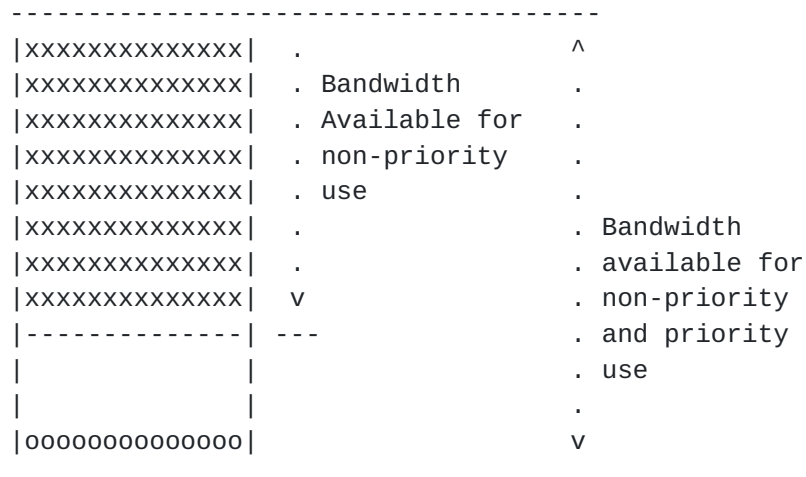 --------------------------------------
|xxxxxxxxxxxxxx|  .                 ^
|xxxxxxxxxxxxxx|  . Bandwidth       .
|xxxxxxxxxxxxxx|  . Available for   .
|xxxxxxxxxxxxxx|  . non-priority    .
|xxxxxxxxxxxxxx|  . use             .
|xxxxxxxxxxxxxx|  .                 . Bandwidth
|xxxxxxxxxxxxxx|  .                 . available for
|xxxxxxxxxxxxxx|  v                 . non-priority
|--------------| ---                . and priority
|              |                    . use
|              |                    .
|oooooooooooooo|                    v